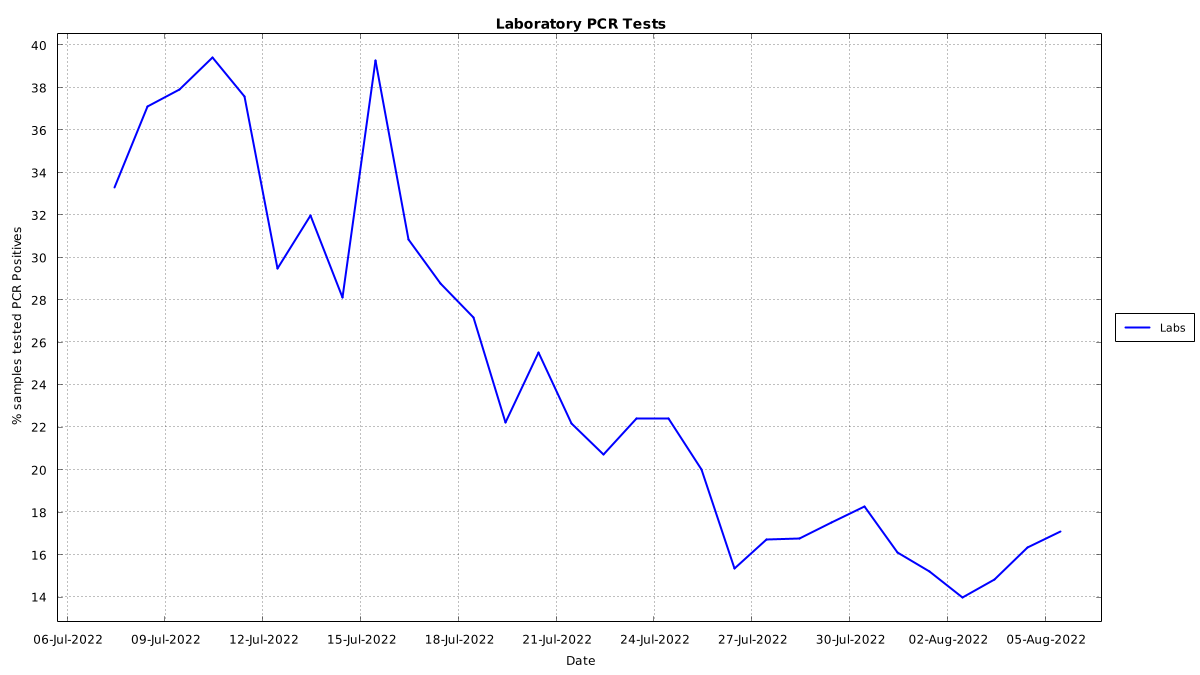 Laboratory PCR Tests
40
38
36
34
32
30
28
26
24
22
20
18
16
14
% samples tested PCR Positives
06-Jul-2022 09-Jul-2022 12-Jul-2022 15-Jul-2022 18-Jul-2022 21-Jul-2022 24-Jul-2022 27-Jul-2022 30-Jul-2022 02-Aug-2022 05-Aug-2022
Date
Labs